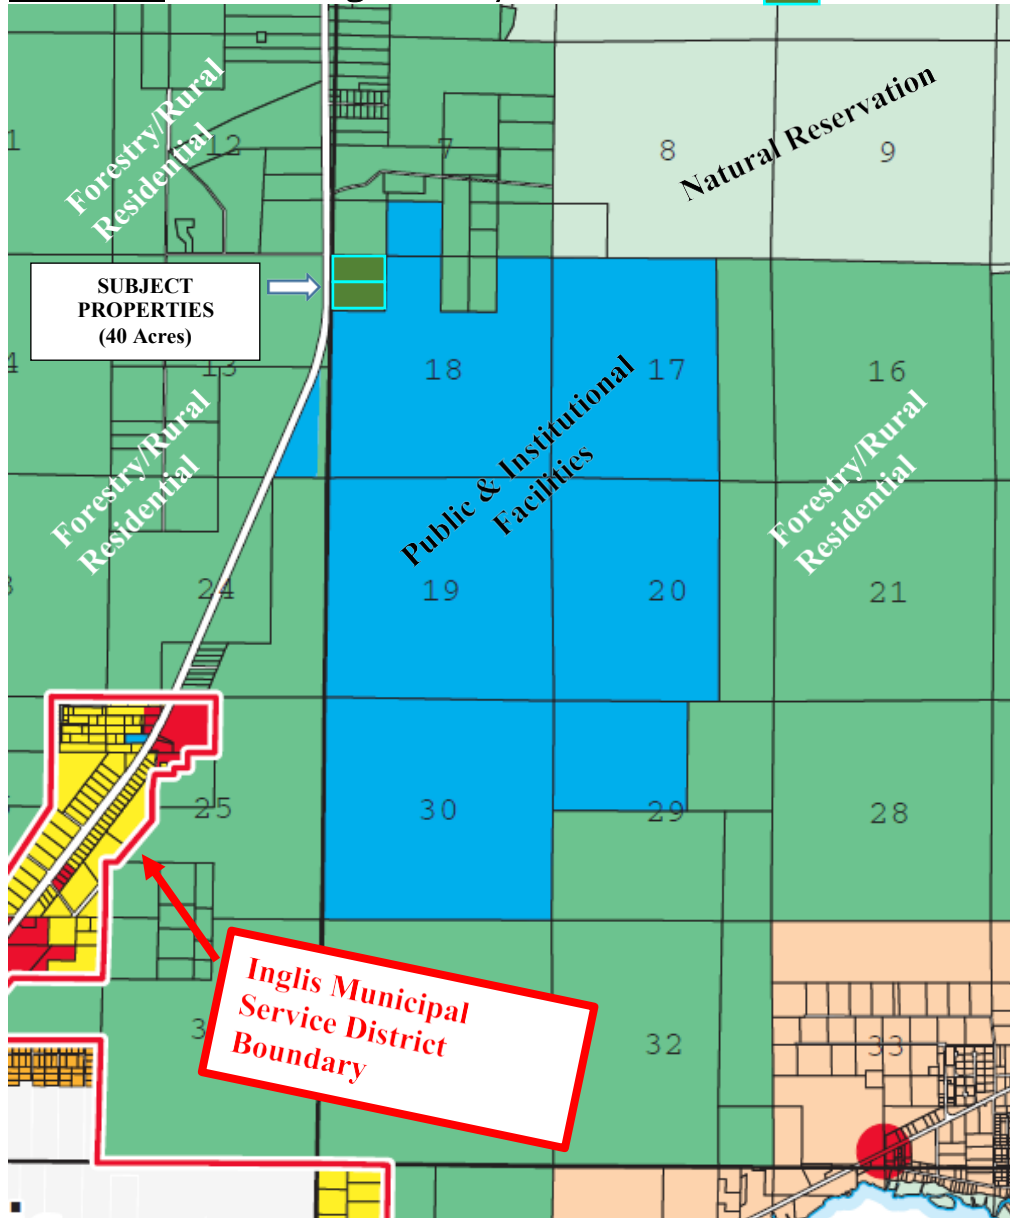 Forestry/Rural
Residential
12
7
8
9
Natural Reservation
SUBJECT
PROPERTIES
(40 Acres)
13
18
17
16
Forestry/Rural
Residential
Public & Institutional
Facilities
Forestry/Rural
Residential
24
19
20
21
25
30
29
28
Inglis Municipal
Service District
Boundary
32
33